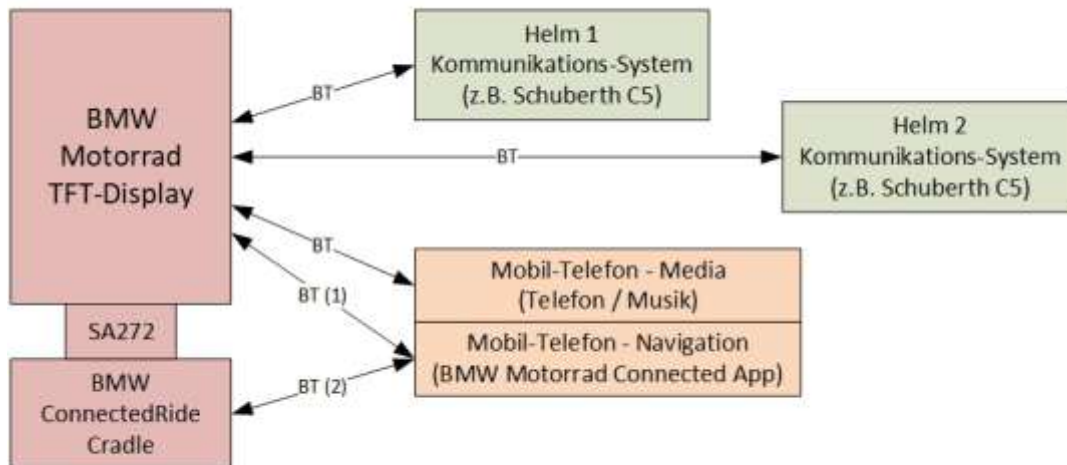 BMW
Motorrad
TFT-Display
SA272
BMW
ConnectedRide
Cradle
BT
BT
BT
BT (1)
BT (2)
Helm 1
Kommunikations-System
(z.B. Schuberth C5)
Helm 2
Kommunikations-System
(z.B. Schuberth C5)
Mobil-Telefon - Media
(Telefon / Musik)
Mobil-Telefon - Navigation
(BMW Motorrad Connected App)